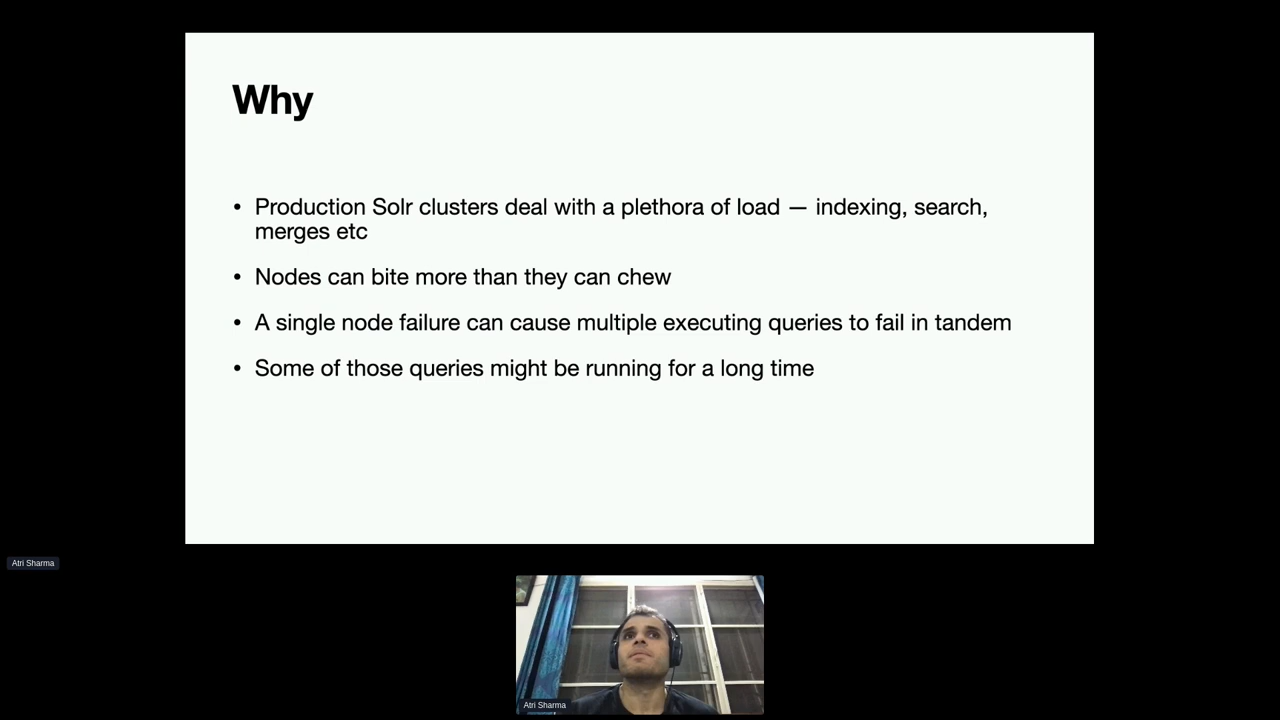 Why
• Production Solr clusters deal with a plethora of load — indexing, search,
merges etc
• Nodes can bite more than they can chew
• A single node failure can cause multiple executing queries to fail in tandem
• Some of those queries might be running for a long time
Atri Sharma
Atri Sharma